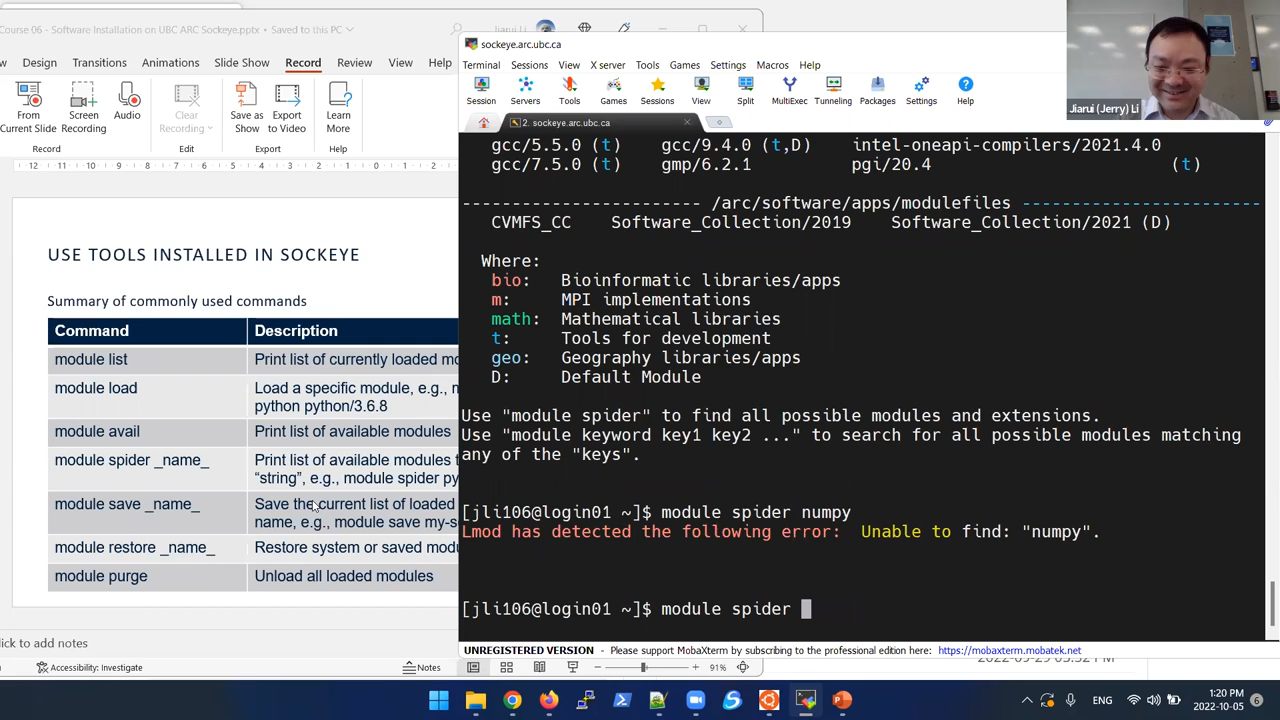 Course 06 - Software Installation on UBC ARC Sockeye.pptx • Saved to this PC
Jiarui Li
Design Transitions Animations Slide Show Record Review View Help
From Current Slide
Screen Recording
Audio
Clear Recording
Save as Show
Export to Video
Learn More
Record Edit Export Help
USE TOOLS INSTALLED IN SOCKEYE
Summary of commonly used commands
Command Description
module list Print list of currently loaded mo
module load Load a specific module, e.g., m
python python/3.6.8
module avail Print list of available modules
module spider _name_ Print list of available modules t
"string", e.g., module spider py
module save _name_ Save the current list of loaded
name, e.g., module save my-s
module restore _name_ Restore system or saved modu
module purge Unload all loaded modules
lick to add notes
Accessibility: Investigate
Notes
91%
sockeye.arc.ubc.ca
Terminal Sessions View X server Tools Games Settings Macros Help
Session Servers Tools Games Sessions View Split MultiExec Tunneling Packages Settings Help
2. sockeye.arc.ubc.ca
gcc/5.5.0 (t) gcc/9.4.0 (t,D) intel-oneapi-compilers/2021.4.0
gcc/7.5.0 (t) gmp/6.2.1 pgi/20.4 (t)
------------------------ /arc/software/apps/modulefiles ------------------------
CVMFS_CC Software_Collection/2019 Software_Collection/2021 (D)
Where:
bio: Bioinformatic libraries/apps
m: MPI implementations
math: Mathematical libraries
t: Tools for development
geo: Geography libraries/apps
D: Default Module
Use "module spider" to find all possible modules and extensions.
Use "module keyword key1 key2 ..." to search for all possible modules matching
any of the "keys".
[jli106@login01 ~]$ module spider numpy
Lmod has detected the following error: Unable to find: "numpy".
[jli106@login01 ~]$ module spider
UNREGISTERED VERSION - Please support MobaXterm by subscribing to the professional edition here: https://mobaxterm.mobatek.net
Jiarui (Jerry) Li
ENG
1:20 PM
2022-10-05
6